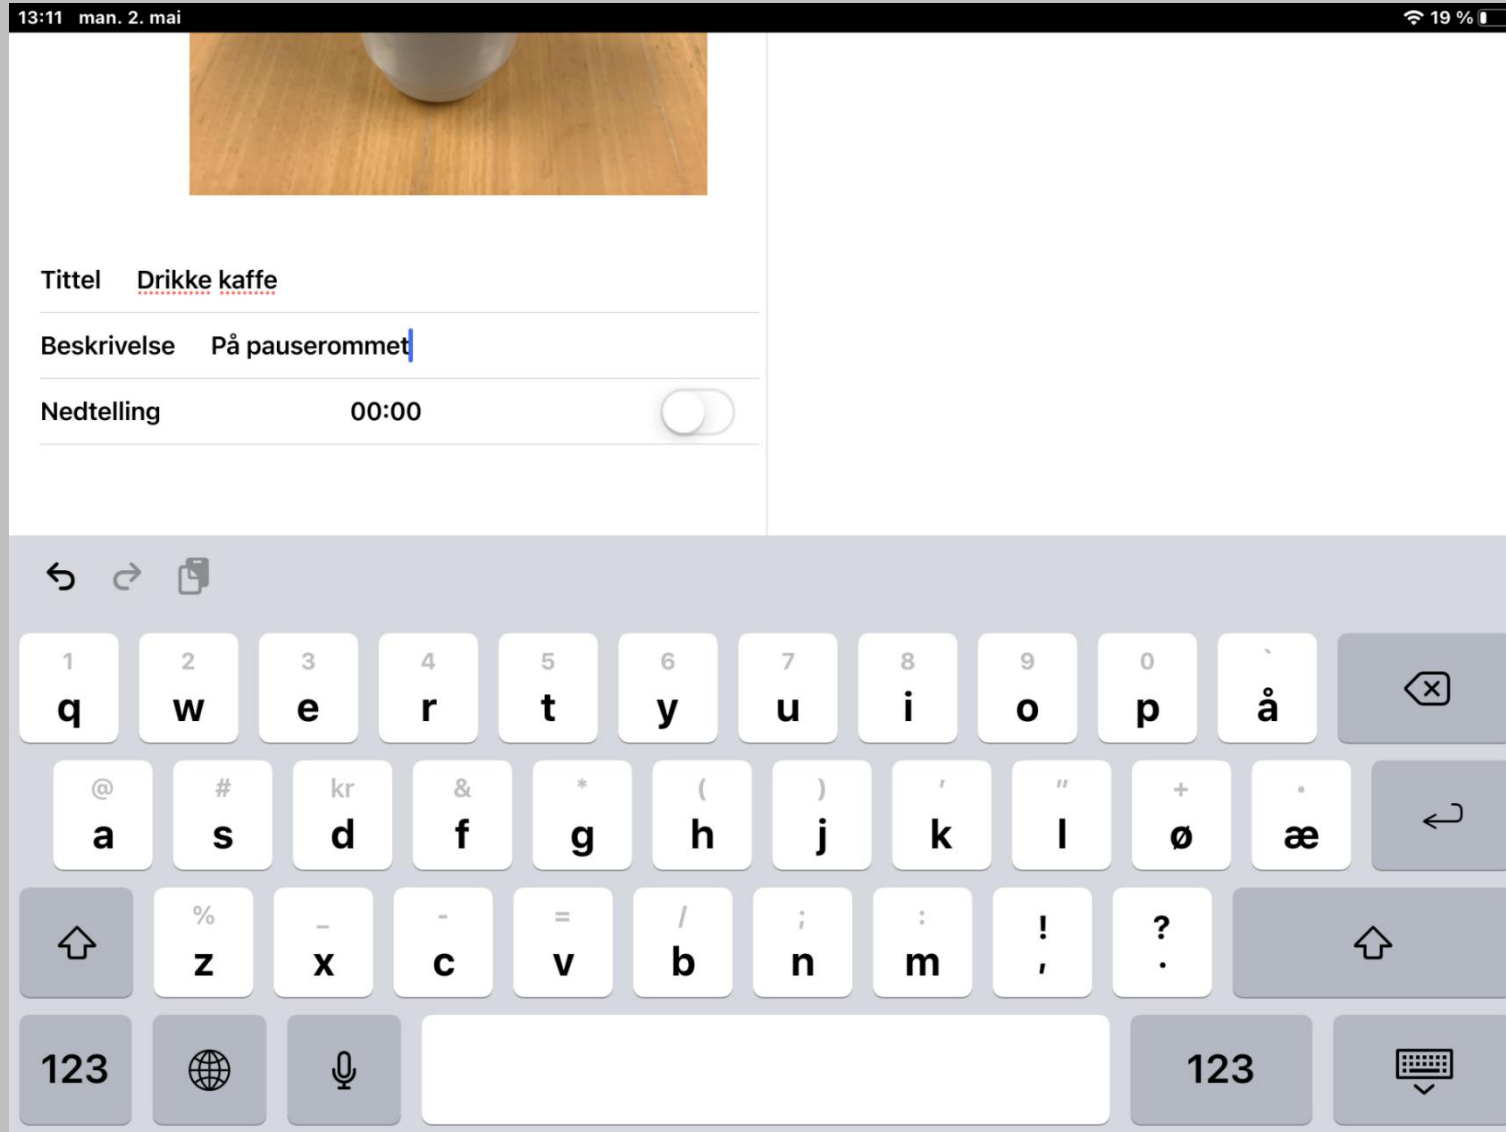 13:11 man. 2. mai 19 %
Tittel Drikke kaffe
Beskrivelse På pauserommet
Nedtelling 00:00
1 2 3 4 5 6 7 8 9 0 `
q w e r t y u i o p å
@ # kr & * ( ) ' " + •
a s d f g h j k l ø æ
% _ - = / ; : ! ?
z x c v b n m , .
123 123